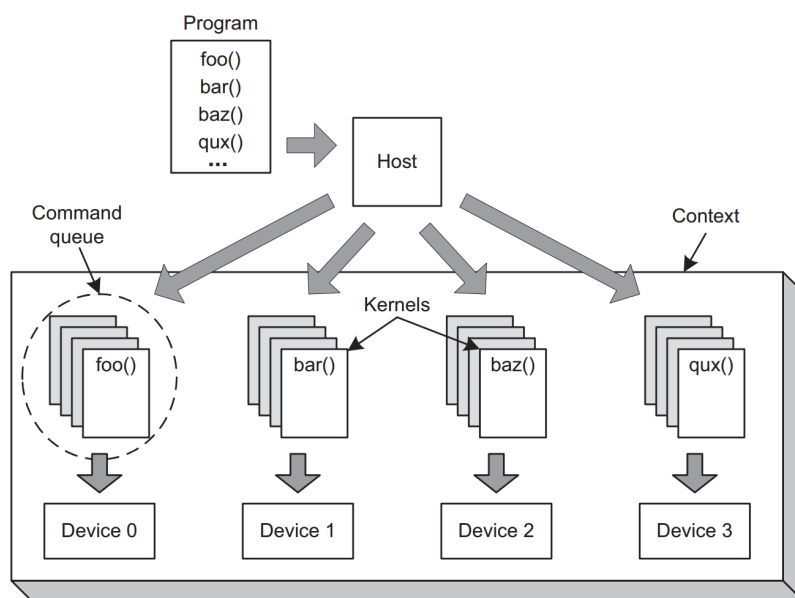 Program
foo()
bar()
baz()
qux()
...
Host
Command
queue
Context
Kernels
foo()
bar()
baz()
qux()
Device 0
Device 1
Device 2
Device 3